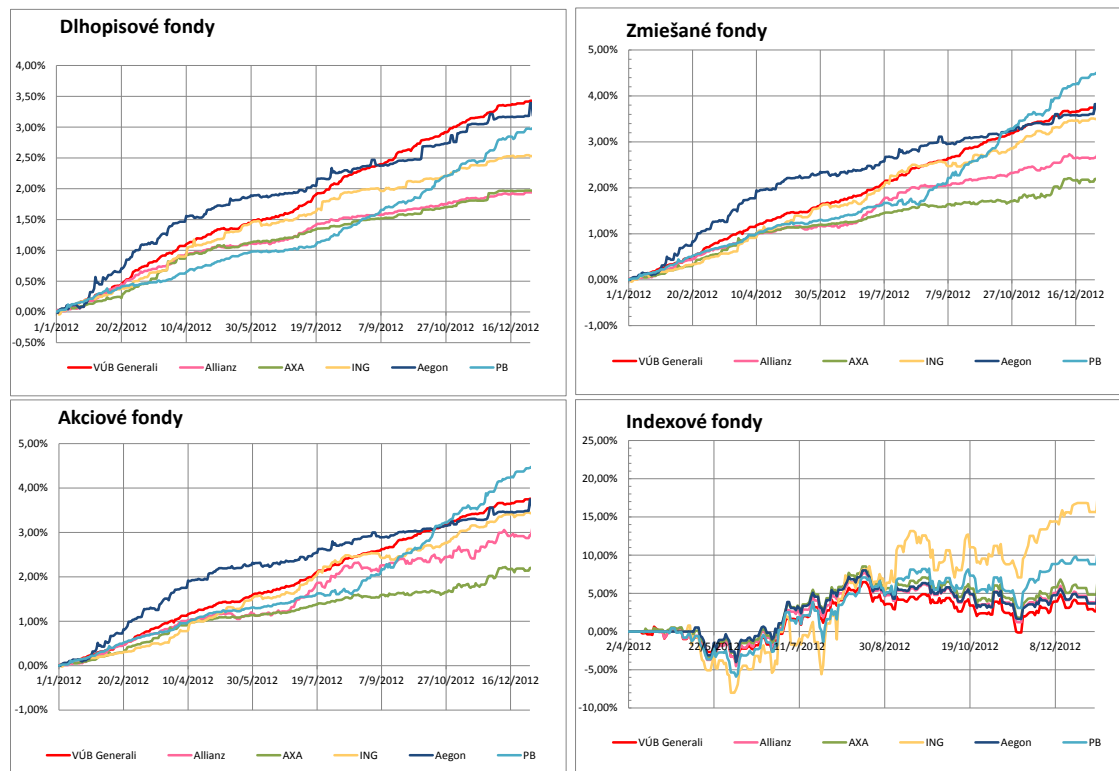 Dlhopisové fondy
4,00%
3,50%
3,00%
2,50%
2,00%
1,50%
1,00%
0,50%
0,00%
1/1/2012 20/2/2012 10/4/2012 30/5/2012 19/7/2012 7/9/2012 27/10/2012 16/12/2012
-0,50%
VÚB Generali Allianz AXA ING Aegon PB
Zmiešané fondy
5,00%
4,00%
3,00%
2,00%
1,00%
0,00%
1/1/2012 20/2/2012 10/4/2012 30/5/2012 19/7/2012 7/9/2012 27/10/2012 16/12/2012
-1,00%
VÚB Generali Allianz AXA ING Aegon PB
Akciové fondy
5,00%
4,00%
3,00%
2,00%
1,00%
0,00%
1/1/2012 20/2/2012 10/4/2012 30/5/2012 19/7/2012 7/9/2012 27/10/2012 16/12/2012
-1,00%
VÚB Generali Allianz AXA ING Aegon PB
Indexové fondy
25,00%
20,00%
15,00%
10,00%
5,00%
0,00%
2/4/2012 22/5/2012 11/7/2012 30/8/2012 19/10/2012 8/12/2012
-5,00%
-10,00%
VÚB Generali Allianz AXA ING Aegon PB